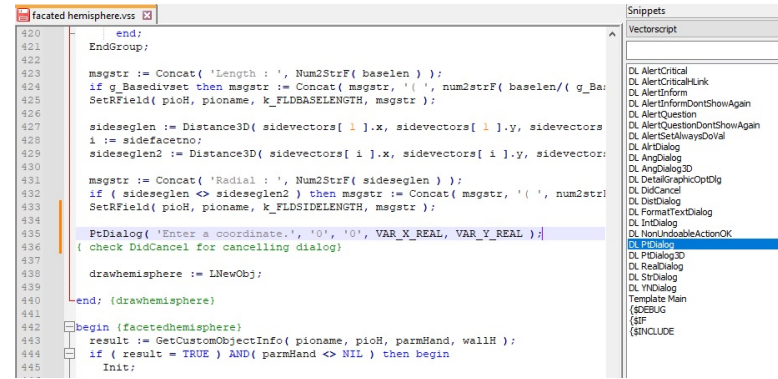 facated hemisphere.vss
420 end;
421 EndGroup;
422
423 msgstr := Concat( 'Length : ', Num2StrF( baselen ) );
424 if g_Basedivset then msgstr := Concat( msgstr, '( ', num2strF( baselen/( g_Ba
425 SetRField( pioH, pioname, k_FLDBASELENGTH, msgstr );
426
427 sideseglen := Distance3D( sidevectors[ 1 ].x, sidevectors[ 1 ].y, sidevectors
428 i := sidefacetno;
429 sideseglen2 := Distance3D( sidevectors[ i ].x, sidevectors[ i ].y, sidevector
430
431 msgstr := Concat( 'Radial : ', Num2StrF( sideseglen ) );
432 if ( sideseglen <> sideseglen2 ) then msgstr := Concat( msgstr, '( ', num2str
433 SetRField( pioH, pioname, k_FLDSIDELENGTH, msgstr );
434
435 PtDialog( 'Enter a coordinate.', '0', '0', VAR_X_REAL, VAR_Y_REAL );
436 { check DidCancel for cancelling dialog}
437
438 drawhemisphere := LNewObj;
439
440 end; {drawhemisphere}
441
442 begin {facetedhemisphere}
443 result := GetCustomObjectInfo( pioname, pioH, parmHand, wallH );
444 if ( result = TRUE ) AND( parmHand <> NIL ) then begin
445 Init;
Snippets
Vectorscript
DL AlertCritical
DL AlertCriticalHLink
DL AlertInform
DL AlertInformDontShowAgain
DL AlertQuestion
DL AlertQuestionDontShowAgain
DL AlertSetAlwaysDoVal
DL AlrtDialog
DL AngDialog
DL AngDialog3D
DL DetailGraphicOptDlg
DL DidCancel
DL DistDialog
DL FormatTextDialog
DL IntDialog
DL NonUndoableActionOK
DL PtDialog
DL PtDialog3D
DL RealDialog
DL StrDialog
DL YNDialog
Template Main
{$DEBUG
{$IF
{$INCLUDE